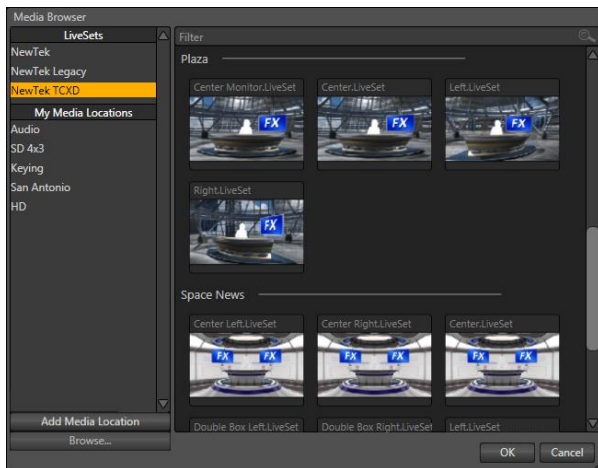 Media Browser
LiveSets
NewTek
NewTek Legacy
NewTek TCXD
My Media Locations
Audio
SD 4x3
Keying
San Antonio
HD
Add Media Location
Browse...
Filter
Plaza
Center Monitor.LiveSet Center.LiveSet Left.LiveSet
FX FX FX
Right.LiveSet
FX
Space News
Center Left.LiveSet Center Right.LiveSet Center.LiveSet
FX FX FX FX FX FX
Double Box Left.LiveSet Double Box Right.LiveSet Left.LiveSet
OK Cancel